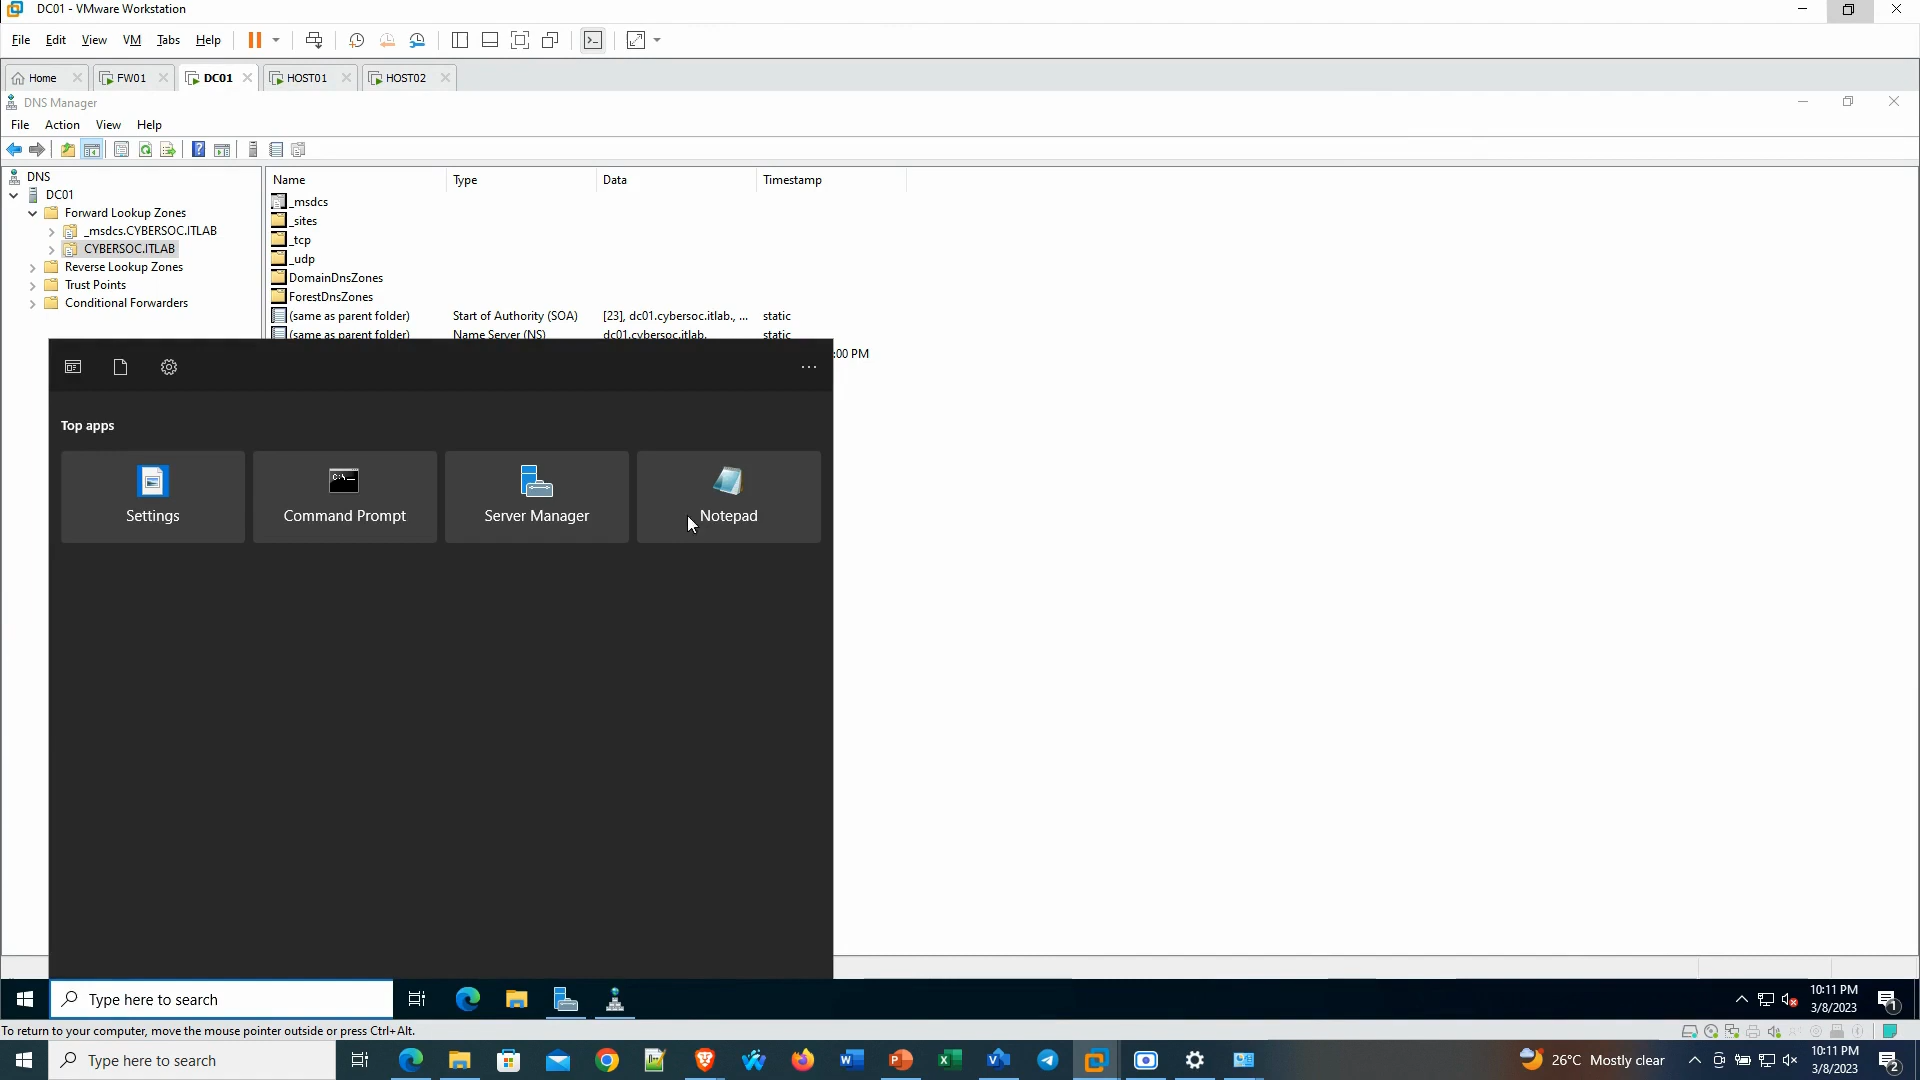 DC01 - VMware Workstation
File Edit View VM Tabs Help
Home FW01 DC01 HOST01 HOST02
DNS Manager
File Action View Help
DNS
DC01
Forward Lookup Zones
_msdcs.CYBERSOC.ITLAB
CYBERSOC.ITLAB
Reverse Lookup Zones
Trust Points
Conditional Forwarders
Name Type Data Timestamp
_msdcs
_sites
_tcp
_udp
DomainDnsZones
ForestDnsZones
(same as parent folder) Start of Authority (SOA) [23], dc01.cybersoc.itlab., ... static
(same as parent folder) Name Server (NS) dc01.cybersoc.itlab. static
:00 PM
Top apps
Settings Command Prompt Server Manager Notepad
Type here to search
10:11 PM
3/8/2023
1
To return to your computer, move the mouse pointer outside or press Ctrl+Alt.
Type here to search
26°C Mostly clear
10:11 PM
3/8/2023
2